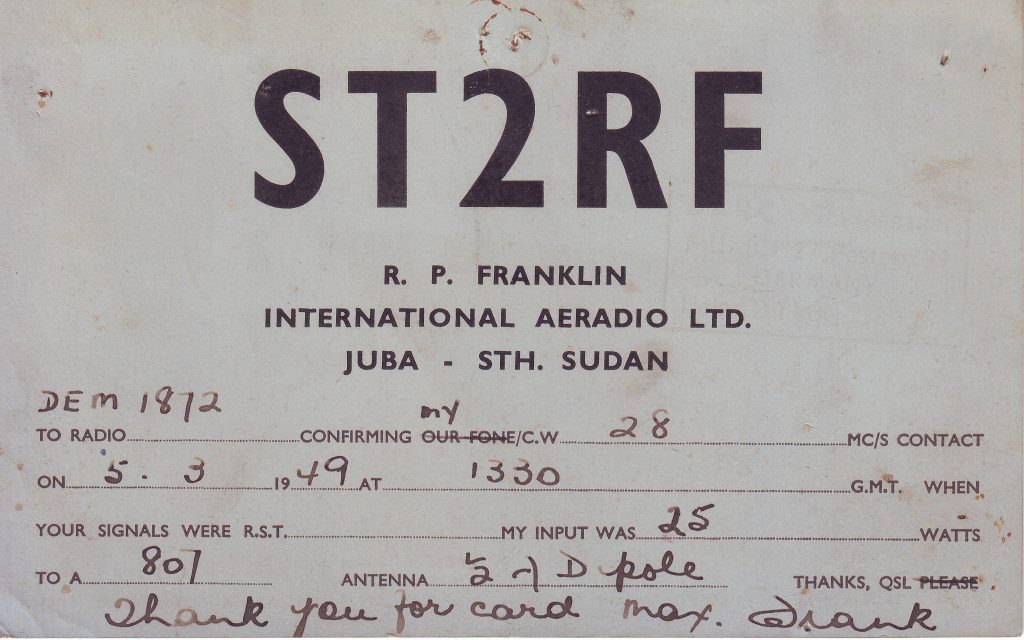 ST2RF
R. P. FRANKLIN
INTERNATIONAL AERADIO LTD.
JUBA - STH. SUDAN
DEM 1872 my
TO RADIO CONFIRMING OUR FONE/C.W 28 MC/S CONTACT
ON 5. 3 1949 AT 1330 G.M.T. WHEN
YOUR SIGNALS WERE R.S.T. MY INPUT WAS 25 WATTS
TO A 807 ANTENNA ½ D pole THANKS, QSL PLEASE
Thank you for card Max. Frank